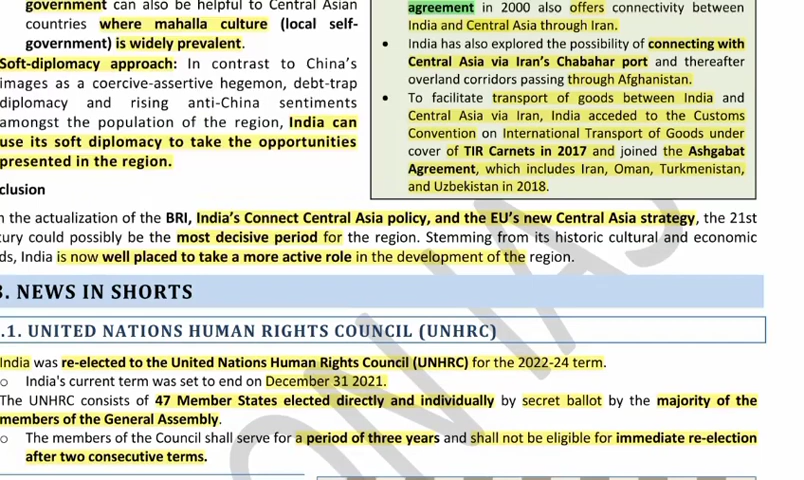 government can also be helpful to Central Asian
countries where mahalla culture (local self-
government) is widely prevalent.
Soft-diplomacy approach: In contrast to China's
images as a coercive-assertive hegemon, debt-trap
diplomacy and rising anti-China sentiments
amongst the population of the region, India can
use its soft diplomacy to take the opportunities
presented in the region.
agreement in 2000 also offers connectivity between
India and Central Asia through Iran.
• India has also explored the possibility of connecting with
Central Asia via Iran's Chabahar port and thereafter
overland corridors passing through Afghanistan.
• To facilitate transport of goods between India and
Central Asia via Iran, India acceded to the Customs
Convention on International Transport of Goods under
cover of TIR Carnets in 2017 and joined the Ashgabat
Agreement, which includes Iran, Oman, Turkmenistan,
and Uzbekistan in 2018.
clusion
n the actualization of the BRI, India's Connect Central Asia policy, and the EU's new Central Asia strategy, the 21st
tury could possibly be the most decisive period for the region. Stemming from its historic cultural and economic
ds, India is now well placed to take a more active role in the development of the region.
3. NEWS IN SHORTS
.1. UNITED NATIONS HUMAN RIGHTS COUNCIL (UNHRC)
India was re-elected to the United Nations Human Rights Council (UNHRC) for the 2022-24 term.
o India's current term was set to end on December 31 2021.
The UNHRC consists of 47 Member States elected directly and individually by secret ballot by the majority of the
members of the General Assembly.
o The members of the Council shall serve for a period of three years and shall not be eligible for immediate re-election
after two consecutive terms.